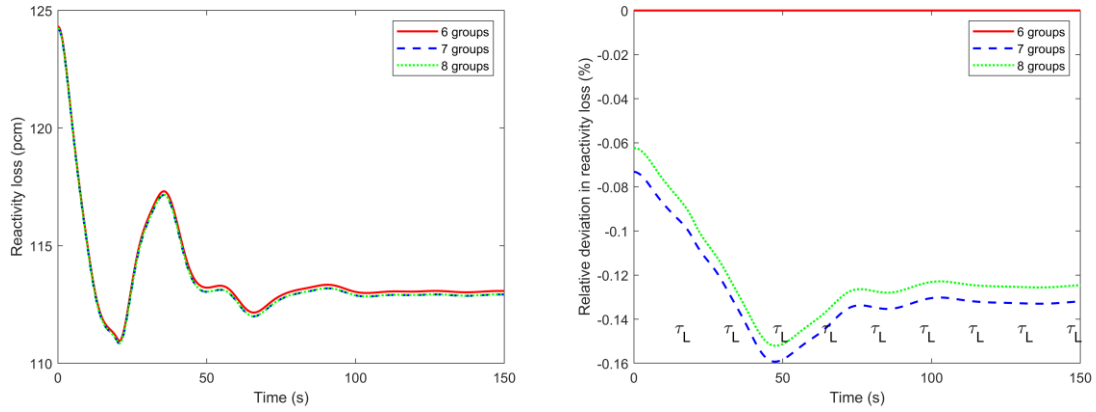 125
120
115
110
Reactivity loss (pcm)
0
50
100
150
Time (s)
6 groups
7 groups
8 groups
0
-0.02
-0.04
-0.06
-0.08
-0.1
-0.12
-0.14
-0.16
Relative deviation in reactivity loss (%)
0
50
100
150
Time (s)
6 groups
7 groups
8 groups
τL τL τL τL τL τL τL τL τL